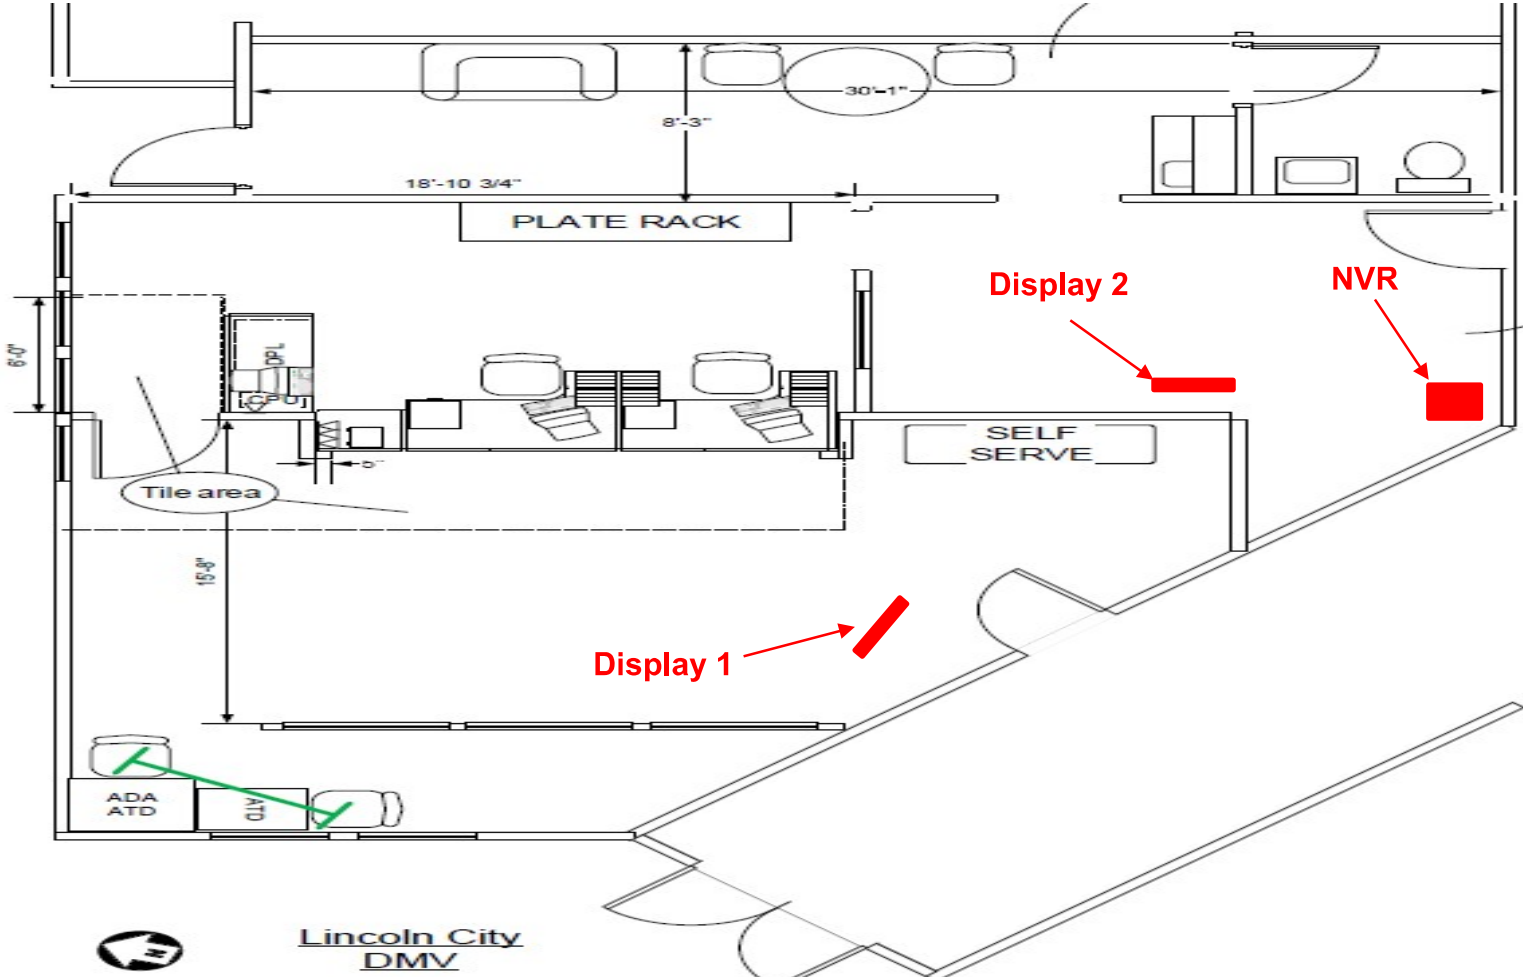 30'-1"
8'-3"
18'-10 3/4"
PLATE RACK
Display 2
NVR
6'-0"
DPL
CPU
SELF
SERVE
5"
Tile area
15'-8"
Display 1
ADA
ATD
ATD
N
Lincoln City
DMV